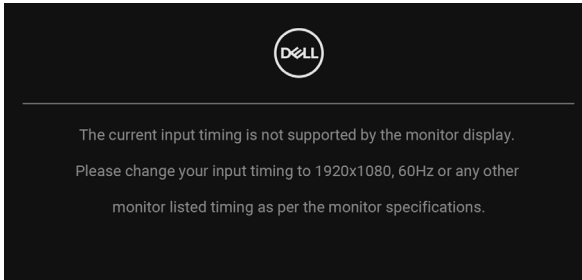 DELL
The current input timing is not supported by the monitor display.
Please change your input timing to 1920x1080, 60Hz or any other
monitor listed timing as per the monitor specifications.